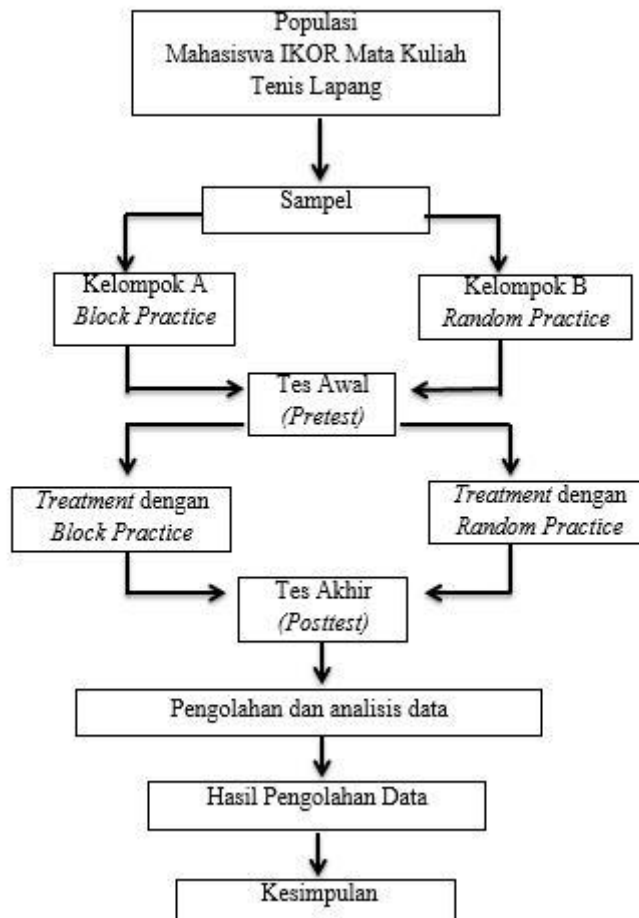 Populasi
Mahasiswa IKOR Mata Kuliah
Tenis Lapang
Sampel
Kelompok A
Block Practice
Kelompok B
Random Practice
Tes Awal
(Pretest)
Treatment dengan
Block Practice
Treatment dengan
Random Practice
Tes Akhir
(Posttest)
Pengolahan dan analisis data
Hasil Pengolahan Data
Kesimpulan